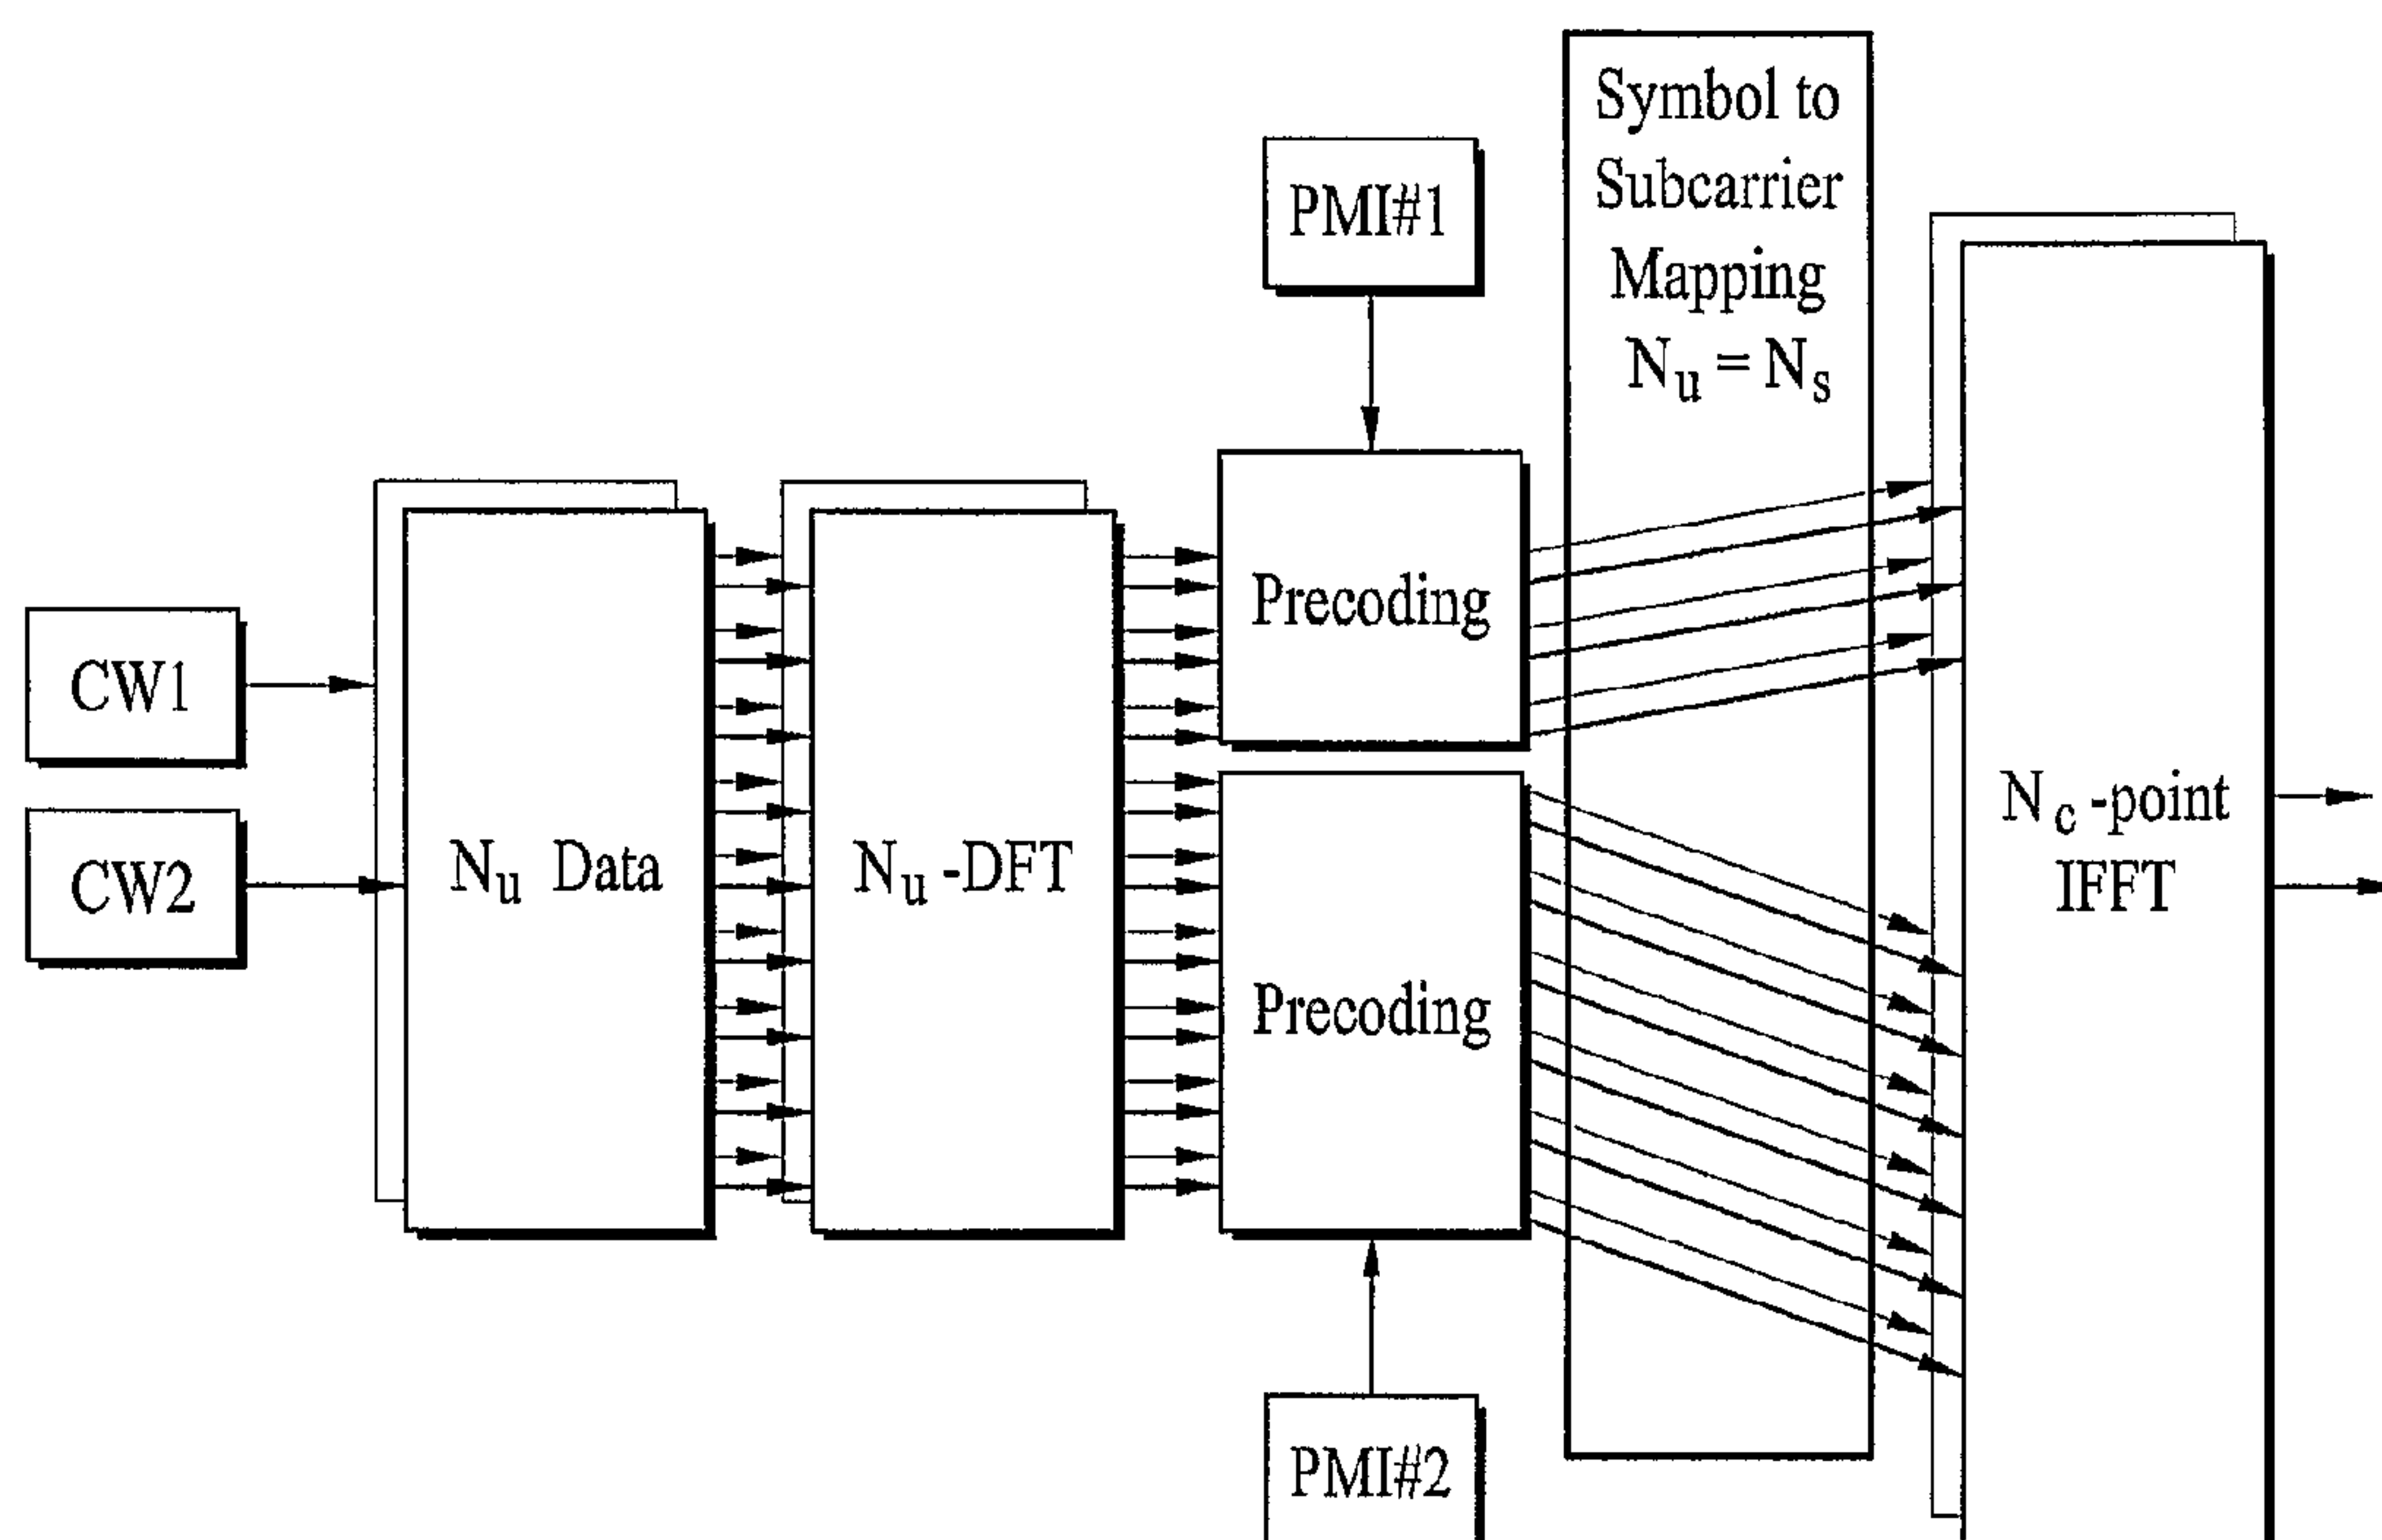 CW1
CW2
Nu Data
Nu -DFT
PMI#1
Precoding
Precoding
PMI#2
Symbol to
Subcarrier
Mapping
Nu = Ns
Nc -point
IFFT